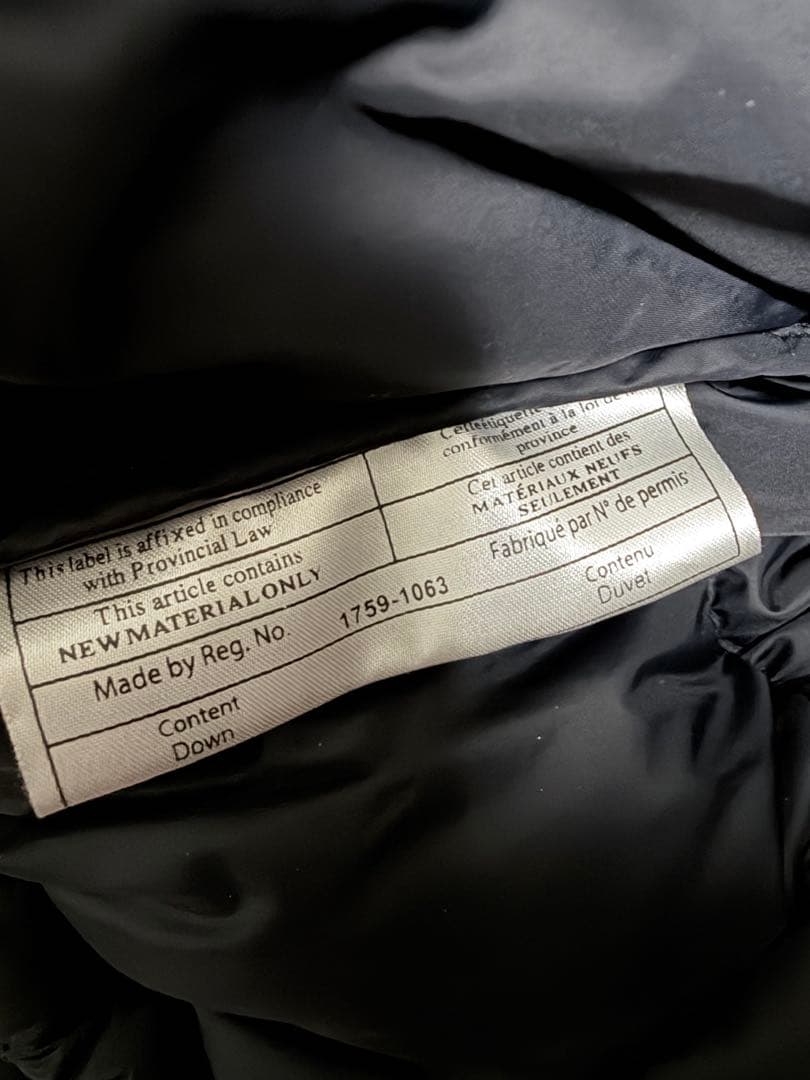 This label is affixed in compliance
with Provincial Law
This article contains
NEW MATERIAL ONLY
Made by Reg. No.
1759-1063
Content
Down
conformément à la loi
province
Cet article contient des
MATÉRIAUX NEUFS
SEULEMENT
Fabriqué par N° de permis
Contenu
Duvet